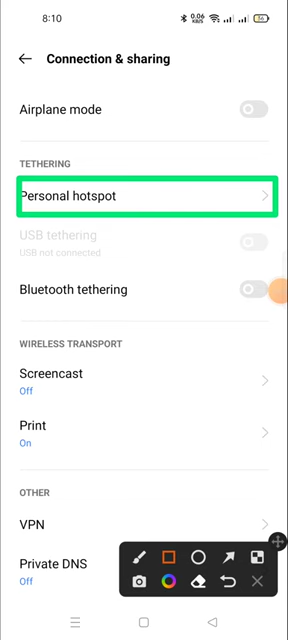 8:10
0.06
KB/S
36
Connection & sharing
Airplane mode
TETHERING
Personal hotspot
USB tethering
USB not connected
Bluetooth tethering
WIRELESS TRANSPORT
Screencast
Off
Print
On
OTHER
VPN
Private DNS
Off